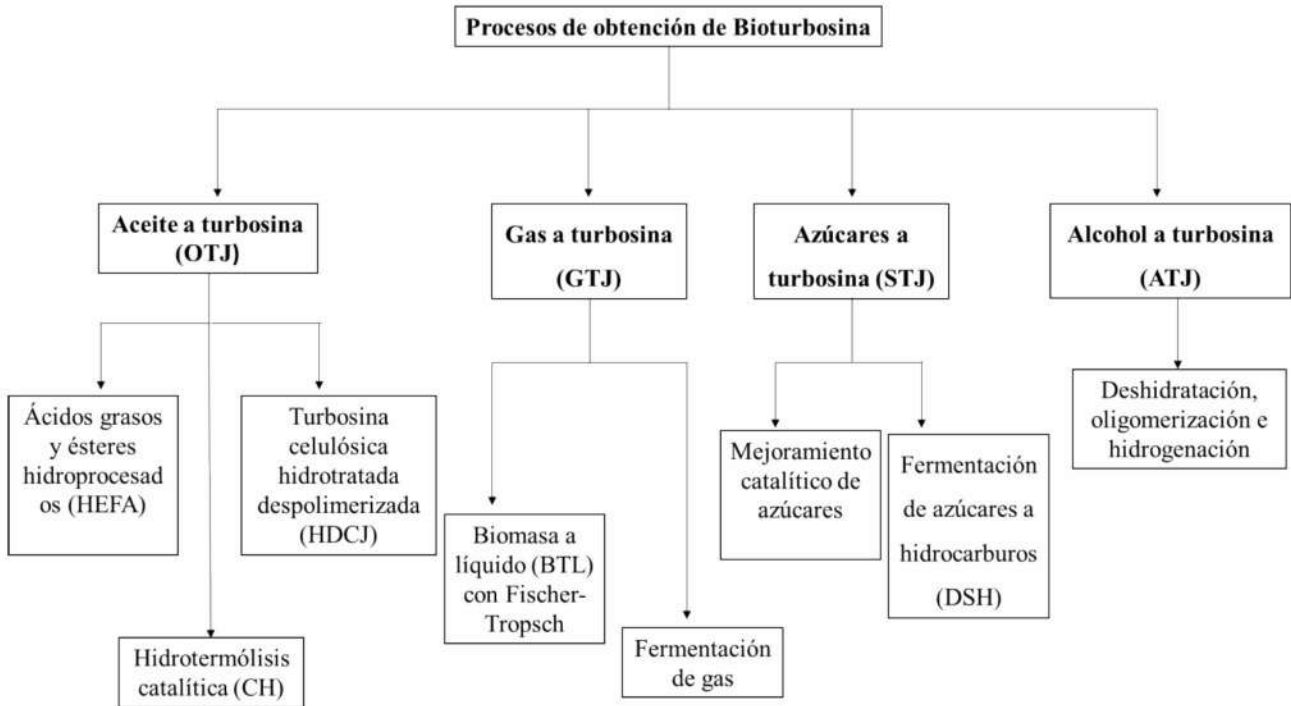 Procesos de obtención de Bioturbosina
Aceite a turbosina
(OTJ)
Gas a turbosina
(GTJ)
Azúcares a
turbosina (STJ)
Alcohol a turbosina
(ATJ)
Ácidos grasos
y ésteres
hidroprocesad
os (HEFA)
Turbosina
celulósica
hidrotratada
despolimerizada
(HDCJ)
Hidrotermólisis
catalítica (CH)
Biomasa a
líquido (BTL)
con Fischer-
Tropsch
Fermentación
de gas
Mejoramiento
catalítico de
azúcares
Fermentación
de azúcares a
hidrocarburos
(DSH)
Deshidratación,
oligomerización e
hidrogenación